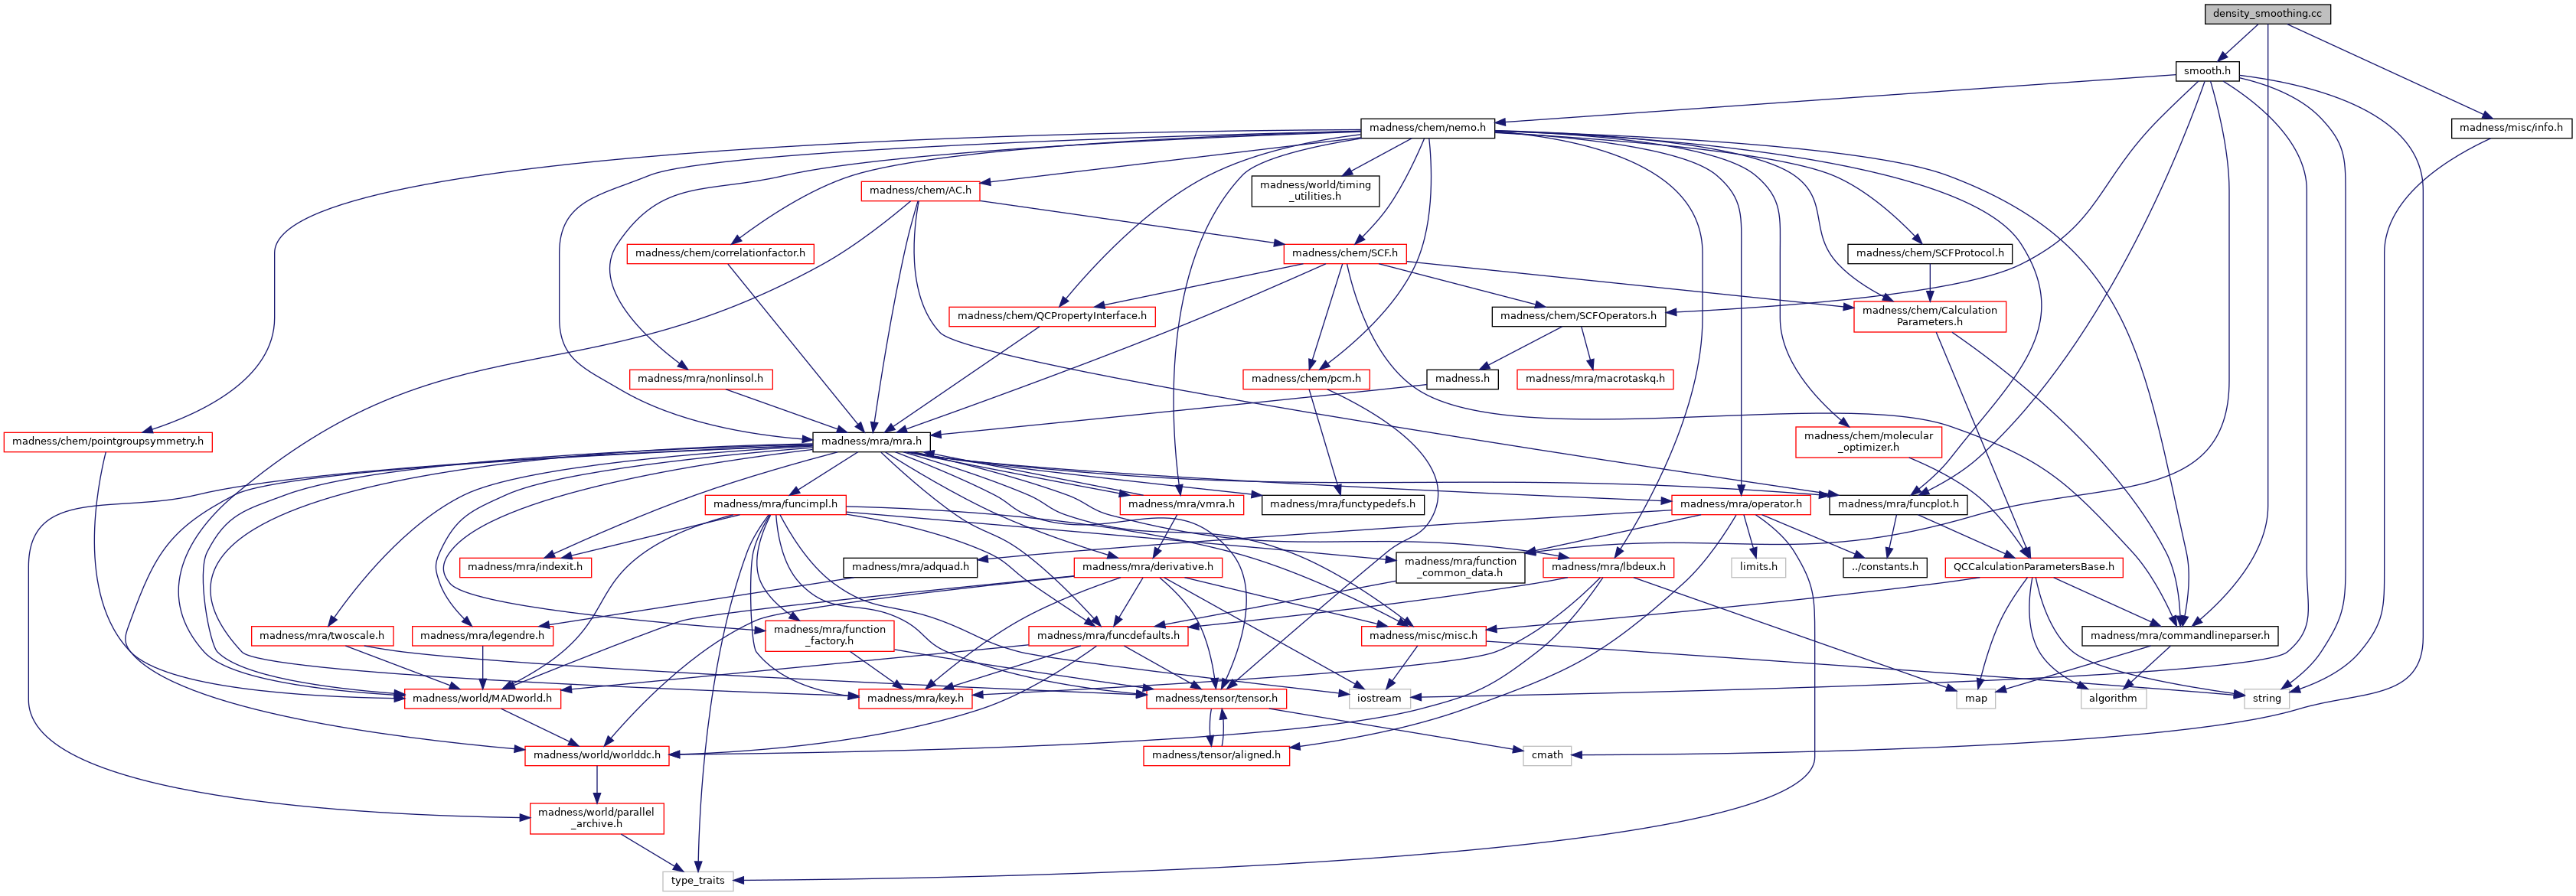 density_smoothing.cc
smooth.h
madness/chem/nemo.h
madness/misc/info.h
madness/chem/AC.h
madness/world/timing
_utilities.h
madness/chem/correlationfactor.h
madness/chem/SCF.h
madness/chem/SCFProtocol.h
madness/chem/QCPropertyInterface.h
madness/chem/SCFOperators.h
madness/chem/Calculation
Parameters.h
madness/mra/nonlinsol.h
madness/chem/pcm.h
madness.h
madness/mra/macrotaskq.h
madness/chem/pointgroupsymmetry.h
madness/mra/mra.h
madness/chem/molecular
_optimizer.h
madness/mra/funcimpl.h
madness/mra/vmra.h
madness/mra/functypedefs.h
madness/mra/operator.h
madness/mra/funcplot.h
madness/mra/indexit.h
madness/mra/adquad.h
madness/mra/derivative.h
madness/mra/function
_common_data.h
madness/mra/lbdeux.h
limits.h
../constants.h
QCCalculationParametersBase.h
madness/mra/twoscale.h
madness/mra/legendre.h
madness/mra/function
_factory.h
madness/mra/funcdefaults.h
madness/misc/misc.h
madness/mra/commandlineparser.h
madness/world/MADworld.h
madness/mra/key.h
madness/tensor/tensor.h
iostream
map
algorithm
string
madness/world/worlddc.h
madness/tensor/aligned.h
cmath
madness/world/parallel
_archive.h
type_traits